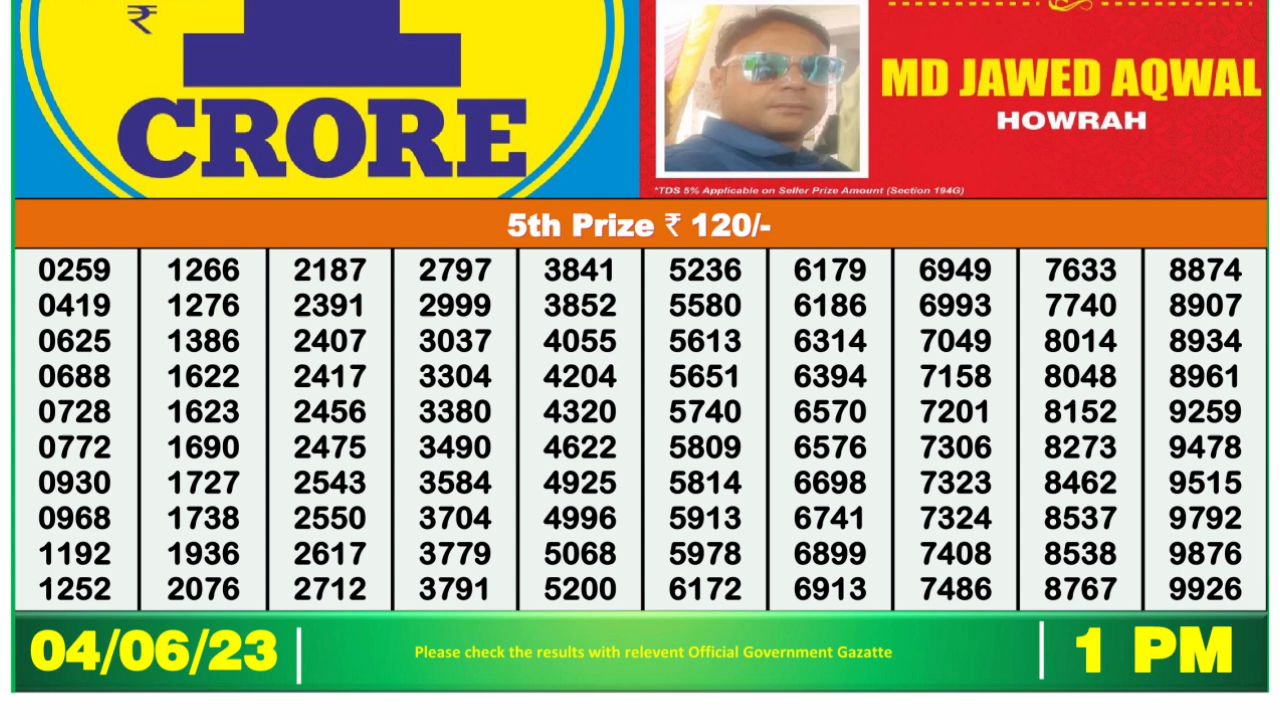 ₹ 1
CRORE
MD JAWED AQWAL
HOWRAH
*TDS 5% Applicable on Seller Prize Amount (Section 194G)
5th Prize ₹ 120/-
0259 1266 2187 2797 3841 5236 6179 6949 7633 8874
0419 1276 2391 2999 3852 5580 6186 6993 7740 8907
0625 1386 2407 3037 4055 5613 6314 7049 8014 8934
0688 1622 2417 3304 4204 5651 6394 7158 8048 8961
0728 1623 2456 3380 4320 5740 6570 7201 8152 9259
0772 1690 2475 3490 4622 5809 6576 7306 8273 9478
0930 1727 2543 3584 4925 5814 6698 7323 8462 9515
0968 1738 2550 3704 4996 5913 6741 7324 8537 9792
1192 1936 2617 3779 5068 5978 6899 7408 8538 9876
1252 2076 2712 3791 5200 6172 6913 7486 8767 9926
04/06/23
Please check the results with relevent Official Government Gazatte
1 PM